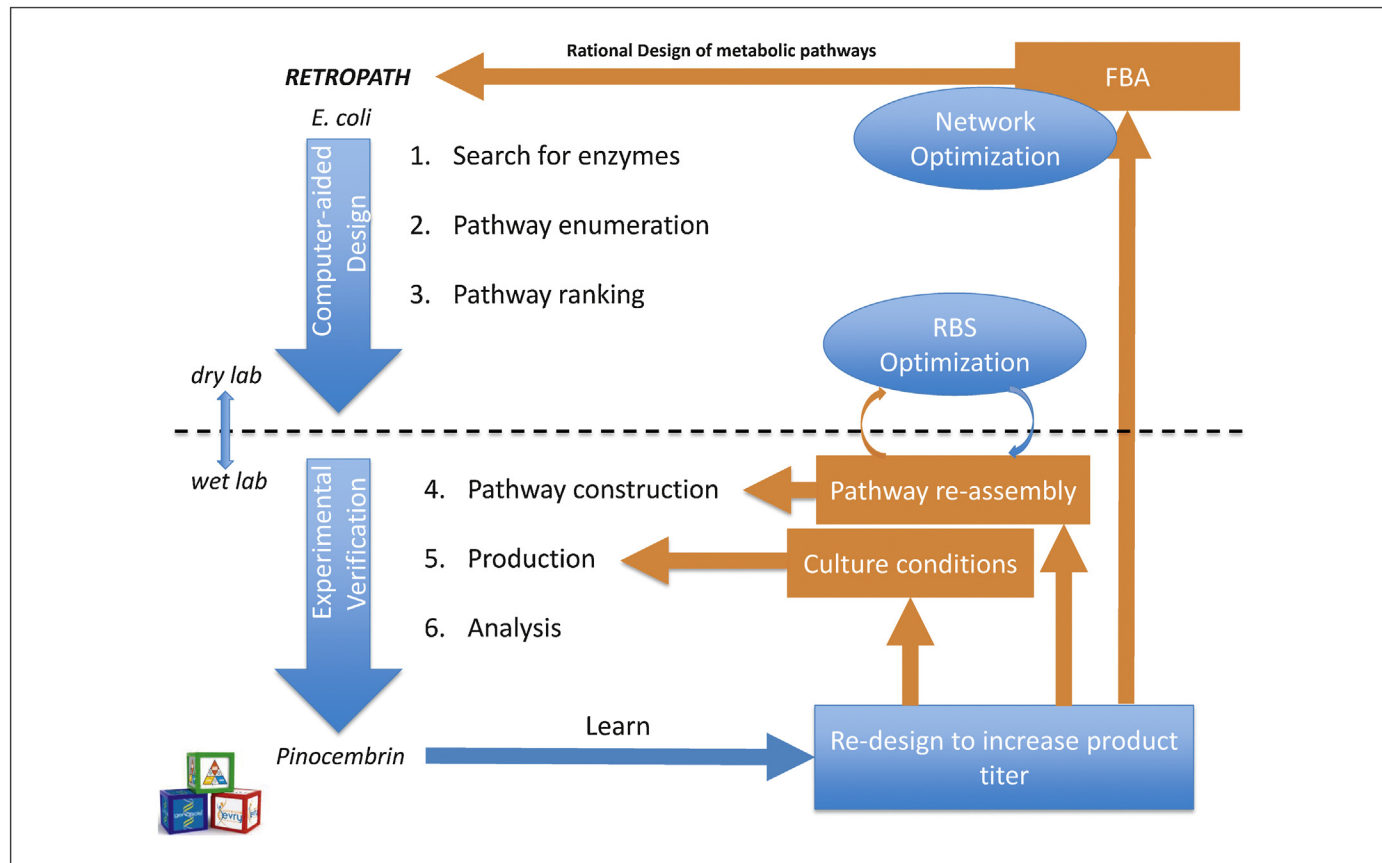 Rational Design of metabolic pathways
RETROPATH
FBA
E. coli
Network
Optimization
Computer-aided
Design
1. Search for enzymes
2. Pathway enumeration
3. Pathway ranking
RBS
Optimization
dry lab
wet lab
Experimental
Verification
4. Pathway construction
Pathway re-assembly
5. Production
Culture conditions
6. Analysis
Learn
Pinocembrin
Re-design to increase product
titer
evry